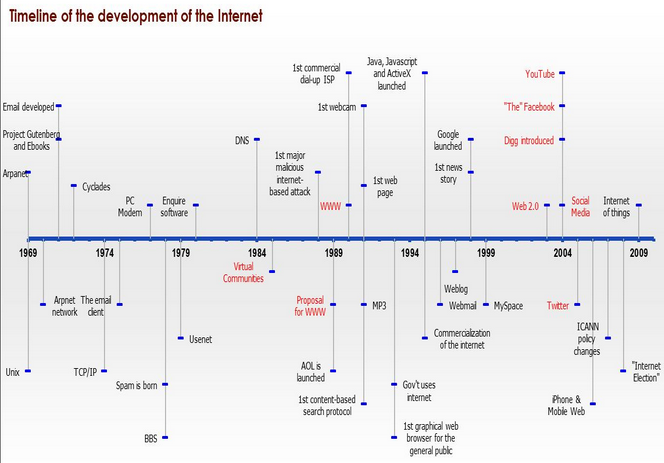 Timeline of the development of the Internet
1st commercial
dial-up ISP
Java, Javascript
and ActiveX
launched
YouTube
Email developed
1st webcam
"The" Facebook
Project Gutenberg
and Ebooks
DNS
Google
launched
Digg introduced
Arpanet
Cyclades
1st major
malicious
internet-
based attack
1st web
page
1st news
story
PC
Modem
Enquire
software
WWW
Web 2.0
Social
Media
Internet
of things
1969
1974
1979
1984
1989
1994
1999
2004
2009
Virtual
Communities
Weblog
Arpnet
network
The email
client
Proposal
for WWW
MP3
Webmail
MySpace
Twitter
Usenet
Commercialization
of the internet
ICANN
policy
changes
Unix
TCP/IP
AOL is
launched
"Internet
Election"
Spam is born
Gov't uses
internet
1st content-based
search protocol
iPhone &
Mobile Web
BBS
1st graphical web
browser for the
general public